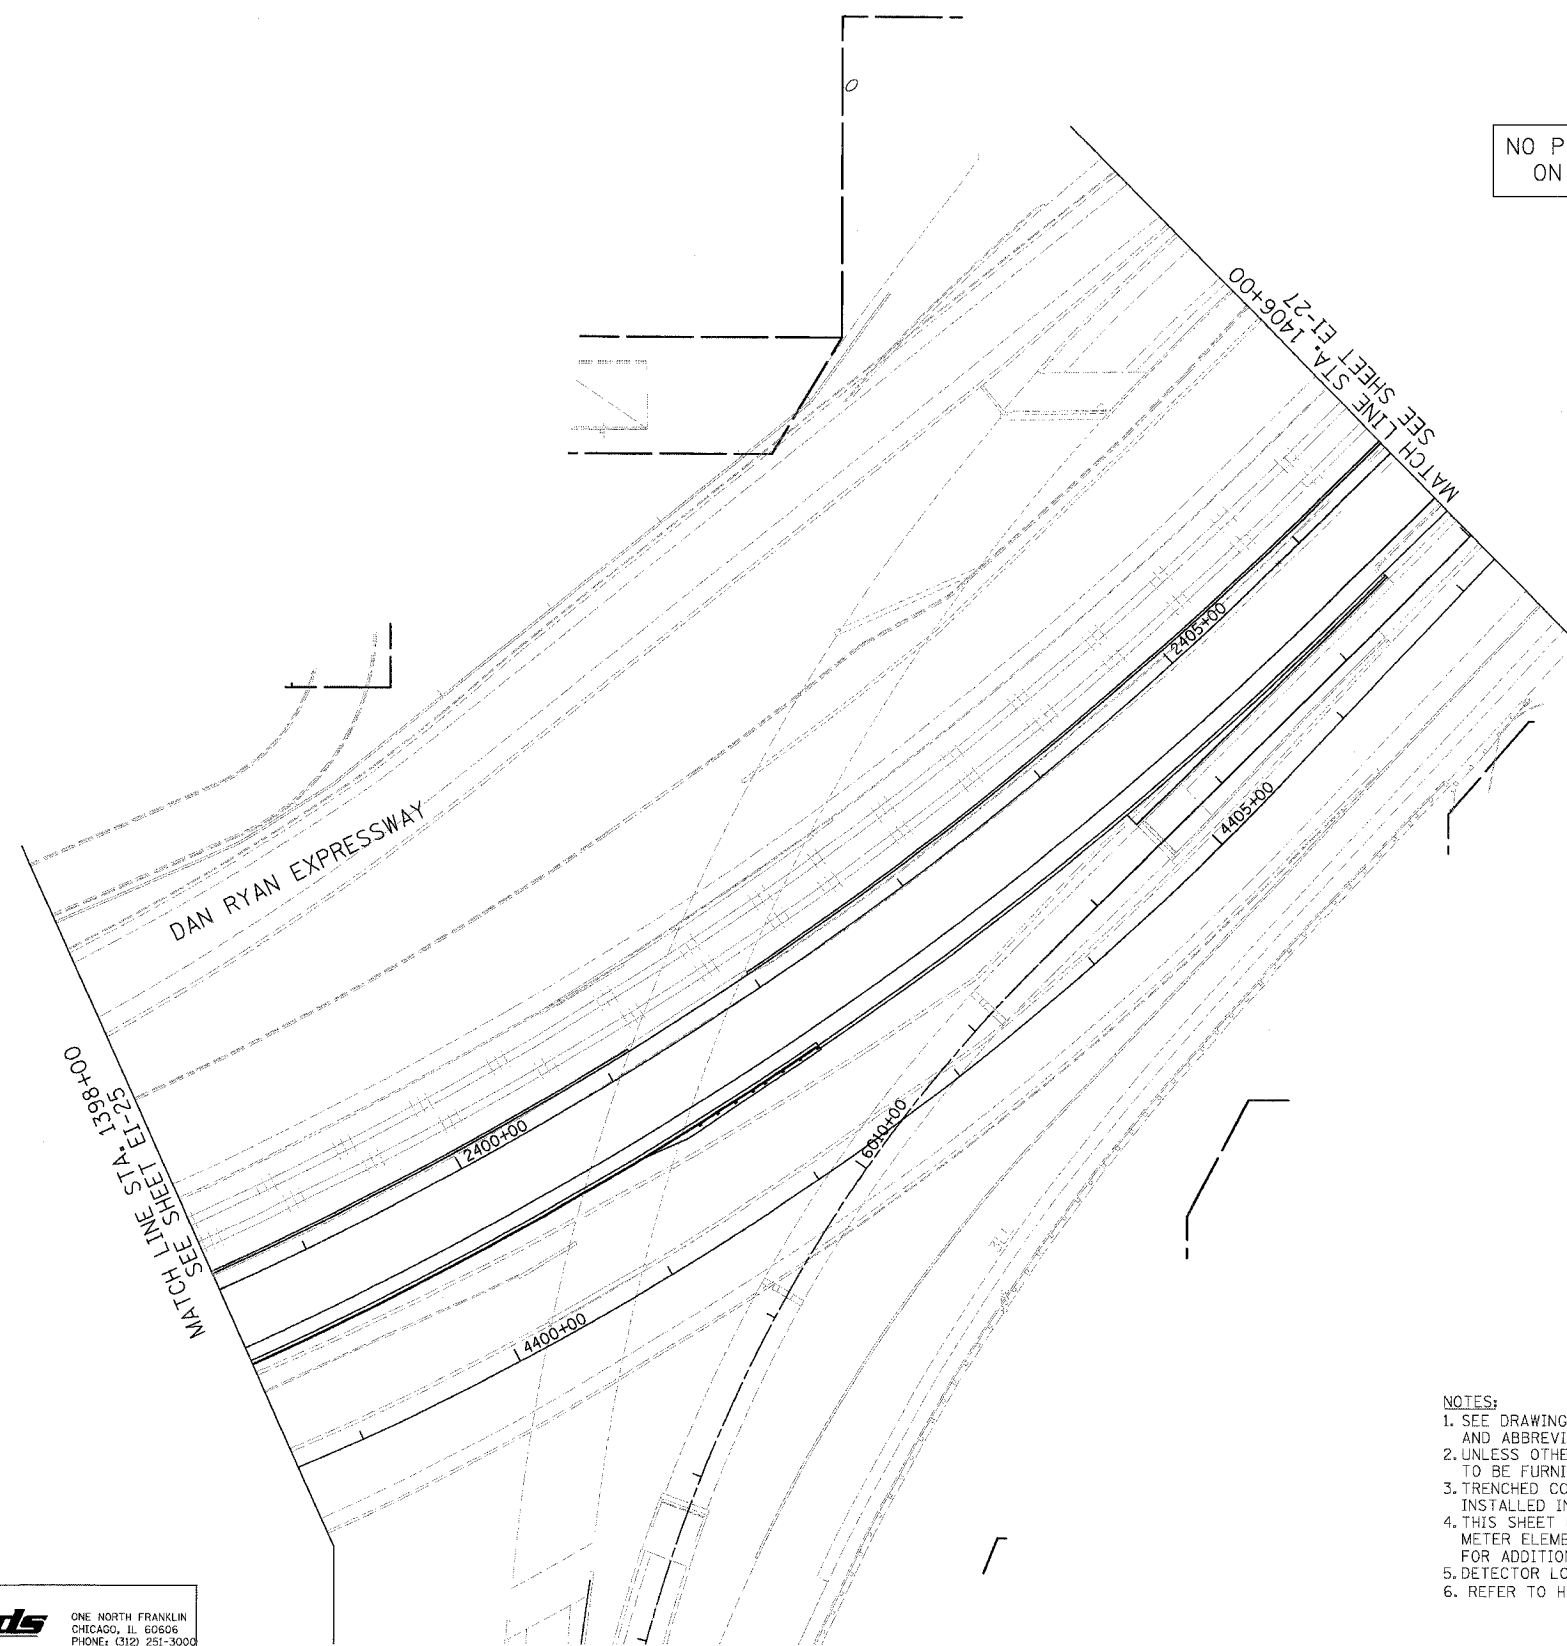 NO P
ON
MATCH LINE STA. 1406+00
SEE SHEET EI-27
2405+00
4405+00
DAN RYAN EXPRESSWAY
MATCH LINE STA. 1398+00
SEE SHEET EI-25
2400+00
6010+00
4400+00
NOTES:
1. SEE DRAWING
AND ABBREVI
2. UNLESS OTHE
TO BE FURNI
3. TRENCHED CO
INSTALLED IN
4. THIS SHEET
METER ELEME
FOR ADDITION
5. DETECTOR LO
6. REFER TO H
ds
ONE NORTH FRANKLIN
CHICAGO, IL 60606
PHONE: (312) 251-3000